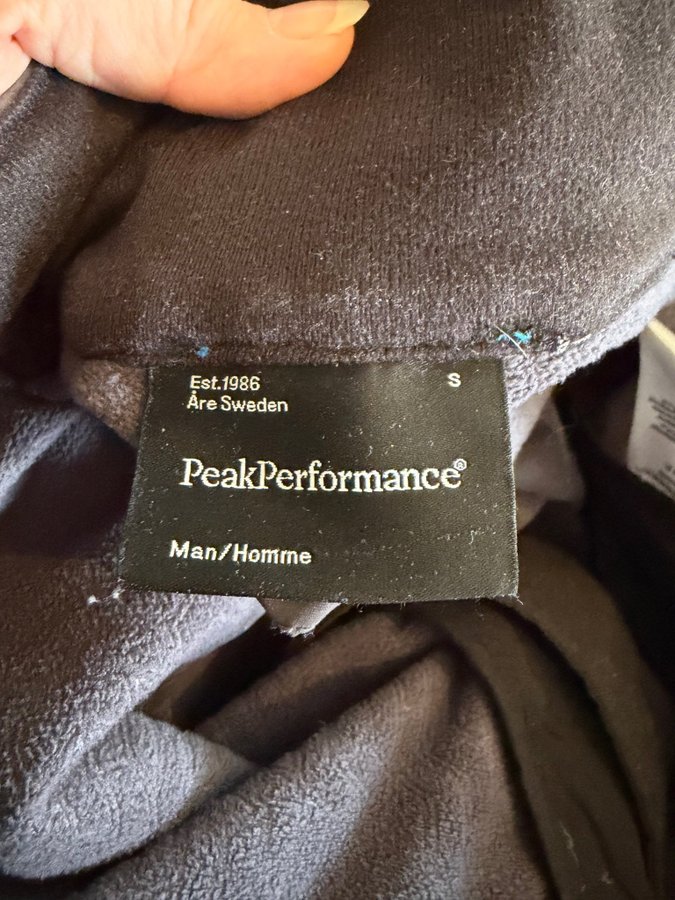 Est.1986
S
Åre Sweden
PeakPerformance®
Man/Homme